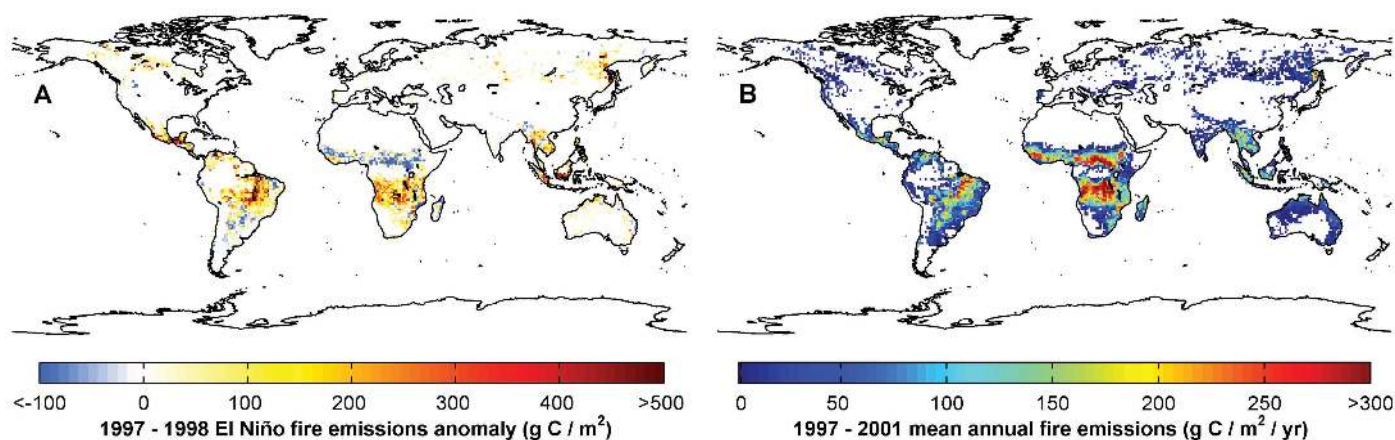 A
B
<-100 0 100 200 300 400 >500
1997 - 1998 El Niño fire emissions anomaly (g C / m²)
0 50 100 150 200 250 >300
1997 - 2001 mean annual fire emissions (g C / m² / yr)